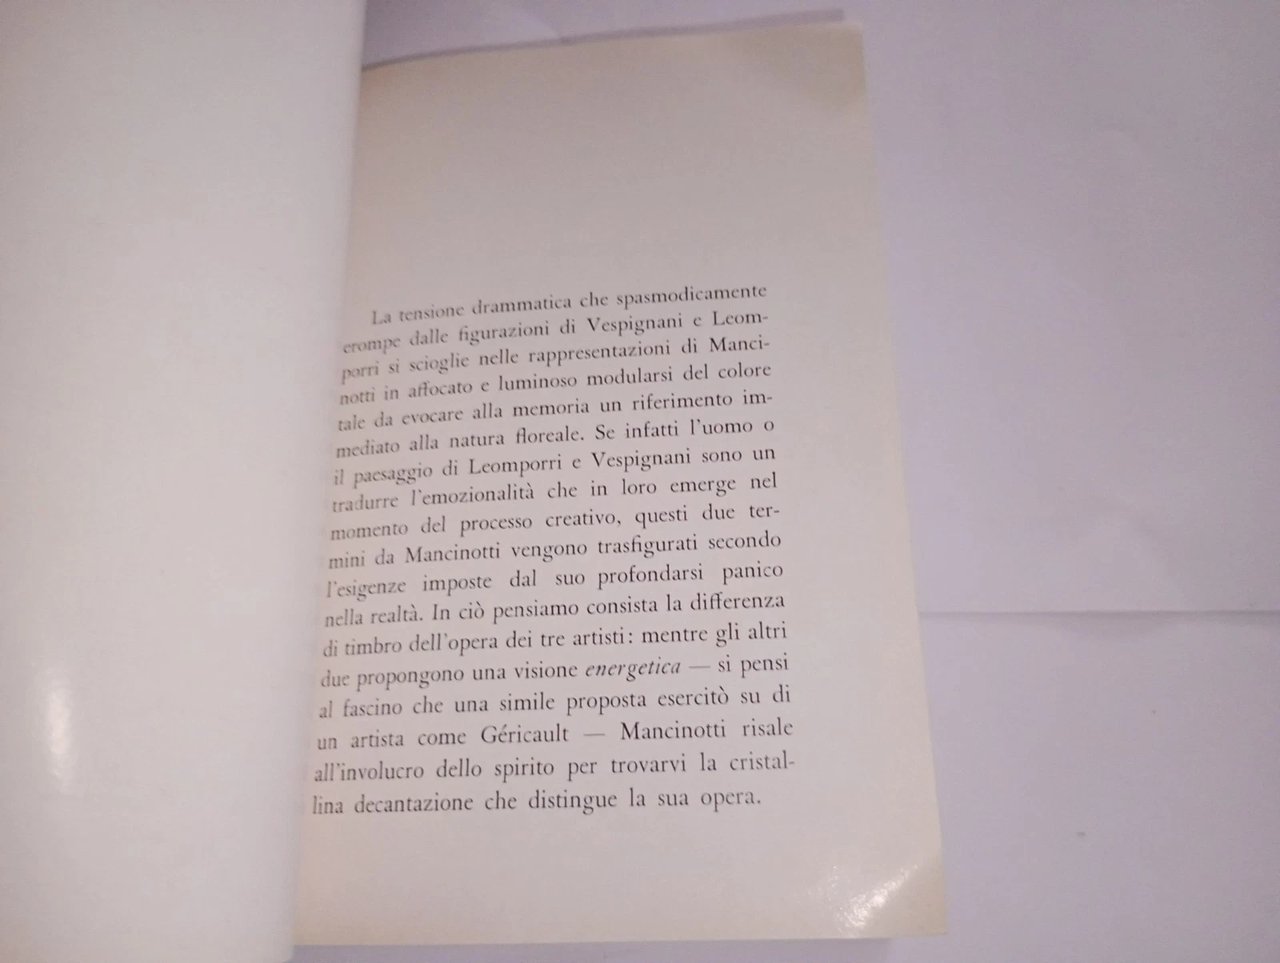 La tensione drammatica che spasmodicamente
erompe dalle figurazioni di Vespignani e Leom-
porri si scioglie nelle rappresentazioni di Manci-
notti in affocato e luminoso modularsi del colore
tale da evocare alla memoria un riferimento im-
mediato alla natura floreale. Se infatti l'uomo o
il paesaggio di Leomporri e Vespignani sono un
tradurre l'emozionalità che in loro emerge nel
momento del processo creativo, questi due ter-
mini da Mancinotti vengono trasfigurati secondo
l'esigenze imposte dal suo profondarsi panico
nella realtà. In ciò pensiamo consista la differenza
di timbro dell'opera dei tre artisti: mentre gli altri
due propongono una visione energetica — si pensi
al fascino che una simile proposta esercitò su di
un artista come Géricault — Mancinotti risale
all'involucro dello spirito per trovarvi la cristal-
lina decantazione che distingue la sua opera.